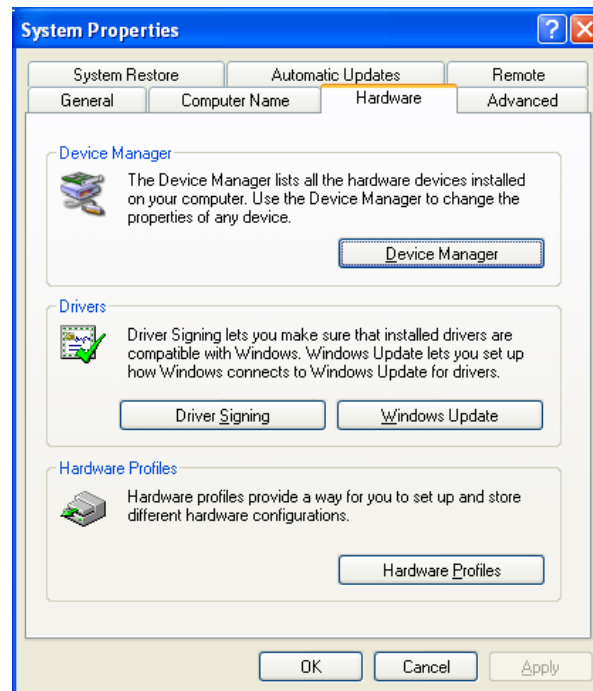 System Properties
System Restore
Automatic Updates
Remote
General
Computer Name
Hardware
Advanced
Device Manager
The Device Manager lists all the hardware devices installed
on your computer. Use the Device Manager to change the
properties of any device.
Device Manager
Drivers
Driver Signing lets you make sure that installed drivers are
compatible with Windows. Windows Update lets you set up
how Windows connects to Windows Update for drivers.
Driver Signing
Windows Update
Hardware Profiles
Hardware profiles provide a way for you to set up and store
different hardware configurations.
Hardware Profiles
OK
Cancel
Apply